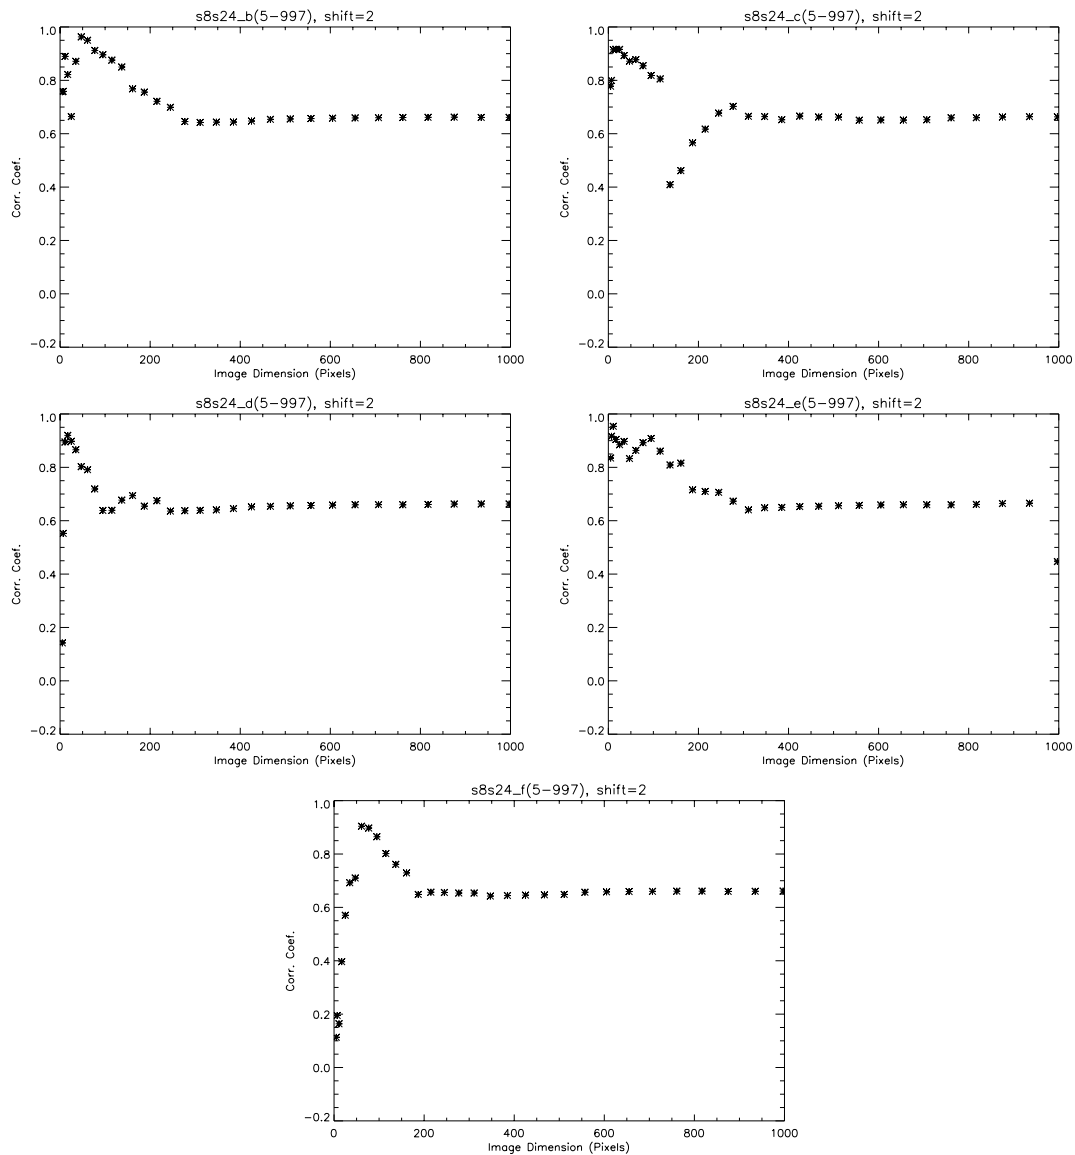 s8s24_b(5-997), shift=2
1.0
0.8
0.6
0.4
0.2
0.0
-0.2
Corr. Coef.
0 200 400 600 800 1000
Image Dimension (Pixels)
s8s24_c(5-997), shift=2
1.0
0.8
0.6
0.4
0.2
0.0
-0.2
Corr. Coef.
0 200 400 600 800 1000
Image Dimension (Pixels)
s8s24_d(5-997), shift=2
1.0
0.8
0.6
0.4
0.2
0.0
-0.2
Corr. Coef.
0 200 400 600 800 1000
Image Dimension (Pixels)
s8s24_e(5-997), shift=2
1.0
0.8
0.6
0.4
0.2
0.0
-0.2
Corr. Coef.
0 200 400 600 800 1000
Image Dimension (Pixels)
s8s24_f(5-997), shift=2
1.0
0.8
0.6
0.4
0.2
0.0
-0.2
Corr. Coef.
0 200 400 600 800 1000
Image Dimension (Pixels)